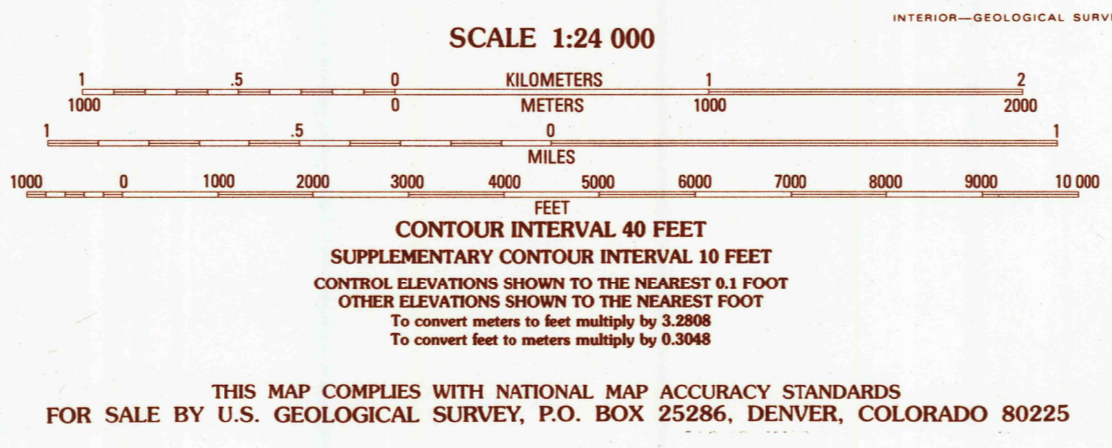 INTERIOR—GEOLOGICAL
SCALE 1:24 000
1 .5 0 KILOMETERS 1 2
1000 0 METERS 1000 2000
1 .5 0 1
MILES
1000 0 1000 2000 3000 4000 5000 6000 7000 8000 9000 10 000
FEET
CONTOUR INTERVAL 40 FEET
SUPPLEMENTARY CONTOUR INTERVAL 10 FEET
CONTROL ELEVATIONS SHOWN TO THE NEAREST 0.1 FOOT
OTHER ELEVATIONS SHOWN TO THE NEAREST FOOT
To convert meters to feet multiply by 3.2808
To convert feet to meters multiply by 0.3048
THIS MAP COMPLIES WITH NATIONAL MAP ACCURACY STANDARDS
FOR SALE BY U.S. GEOLOGICAL SURVEY, P.O. BOX 25286, DENVER, COLORADO 80225